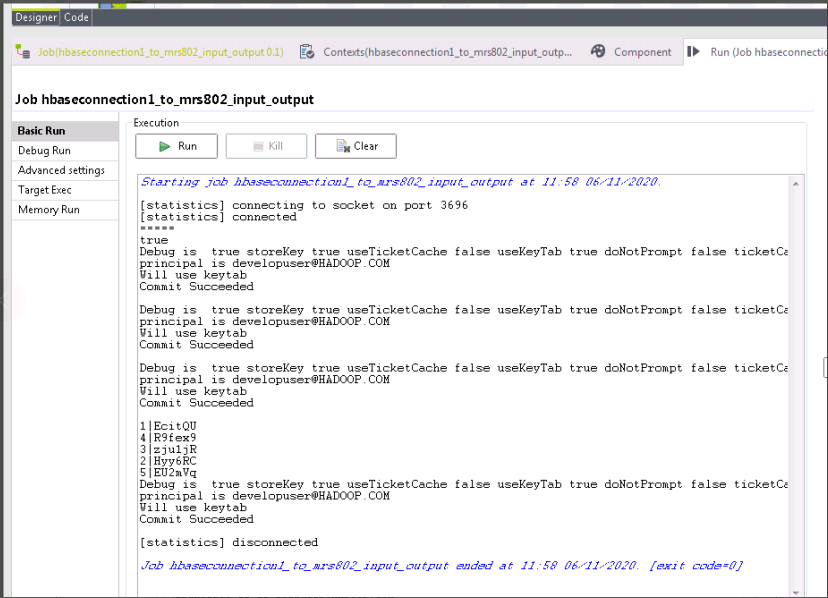 Designer Code
Job(hbaseconnection1_to_mrs802_input_output 0.1) Contexts(hbaseconnection1_to_mrs802_input_outp... Component Run (Job hbaseconnectio
Job hbaseconnection1_to_mrs802_input_output
Basic Run
Debug Run
Advanced settings
Target Exec
Memory Run
Execution
Run Kill Clear
Starting job hbaseconnection1_to_mrs802_input_output at 11:58 06/11/2020.
[statistics] connecting to socket on port 3696
[statistics] connected
-----
true
Debug is  true storeKey true useTicketCache false useKeyTab true doNotPrompt false ticketCa
principal is developuser@HADOOP.COM
Will use keytab
Commit Succeeded
Debug is  true storeKey true useTicketCache false useKeyTab true doNotPrompt false ticketCa
principal is developuser@HADOOP.COM
Will use keytab
Commit Succeeded
Debug is  true storeKey true useTicketCache false useKeyTab true doNotPrompt false ticketCa
principal is developuser@HADOOP.COM
Will use keytab
Commit Succeeded
1|EcitQU
4|R9fex9
3|zju1jR
2|Hyy6RC
5|EU2mVq
Debug is  true storeKey true useTicketCache false useKeyTab true doNotPrompt false ticketCa
principal is developuser@HADOOP.COM
Will use keytab
Commit Succeeded
[statistics] disconnected
Job hbaseconnection1_to_mrs802_input_output ended at 11:58 06/11/2020. [exit code=0]